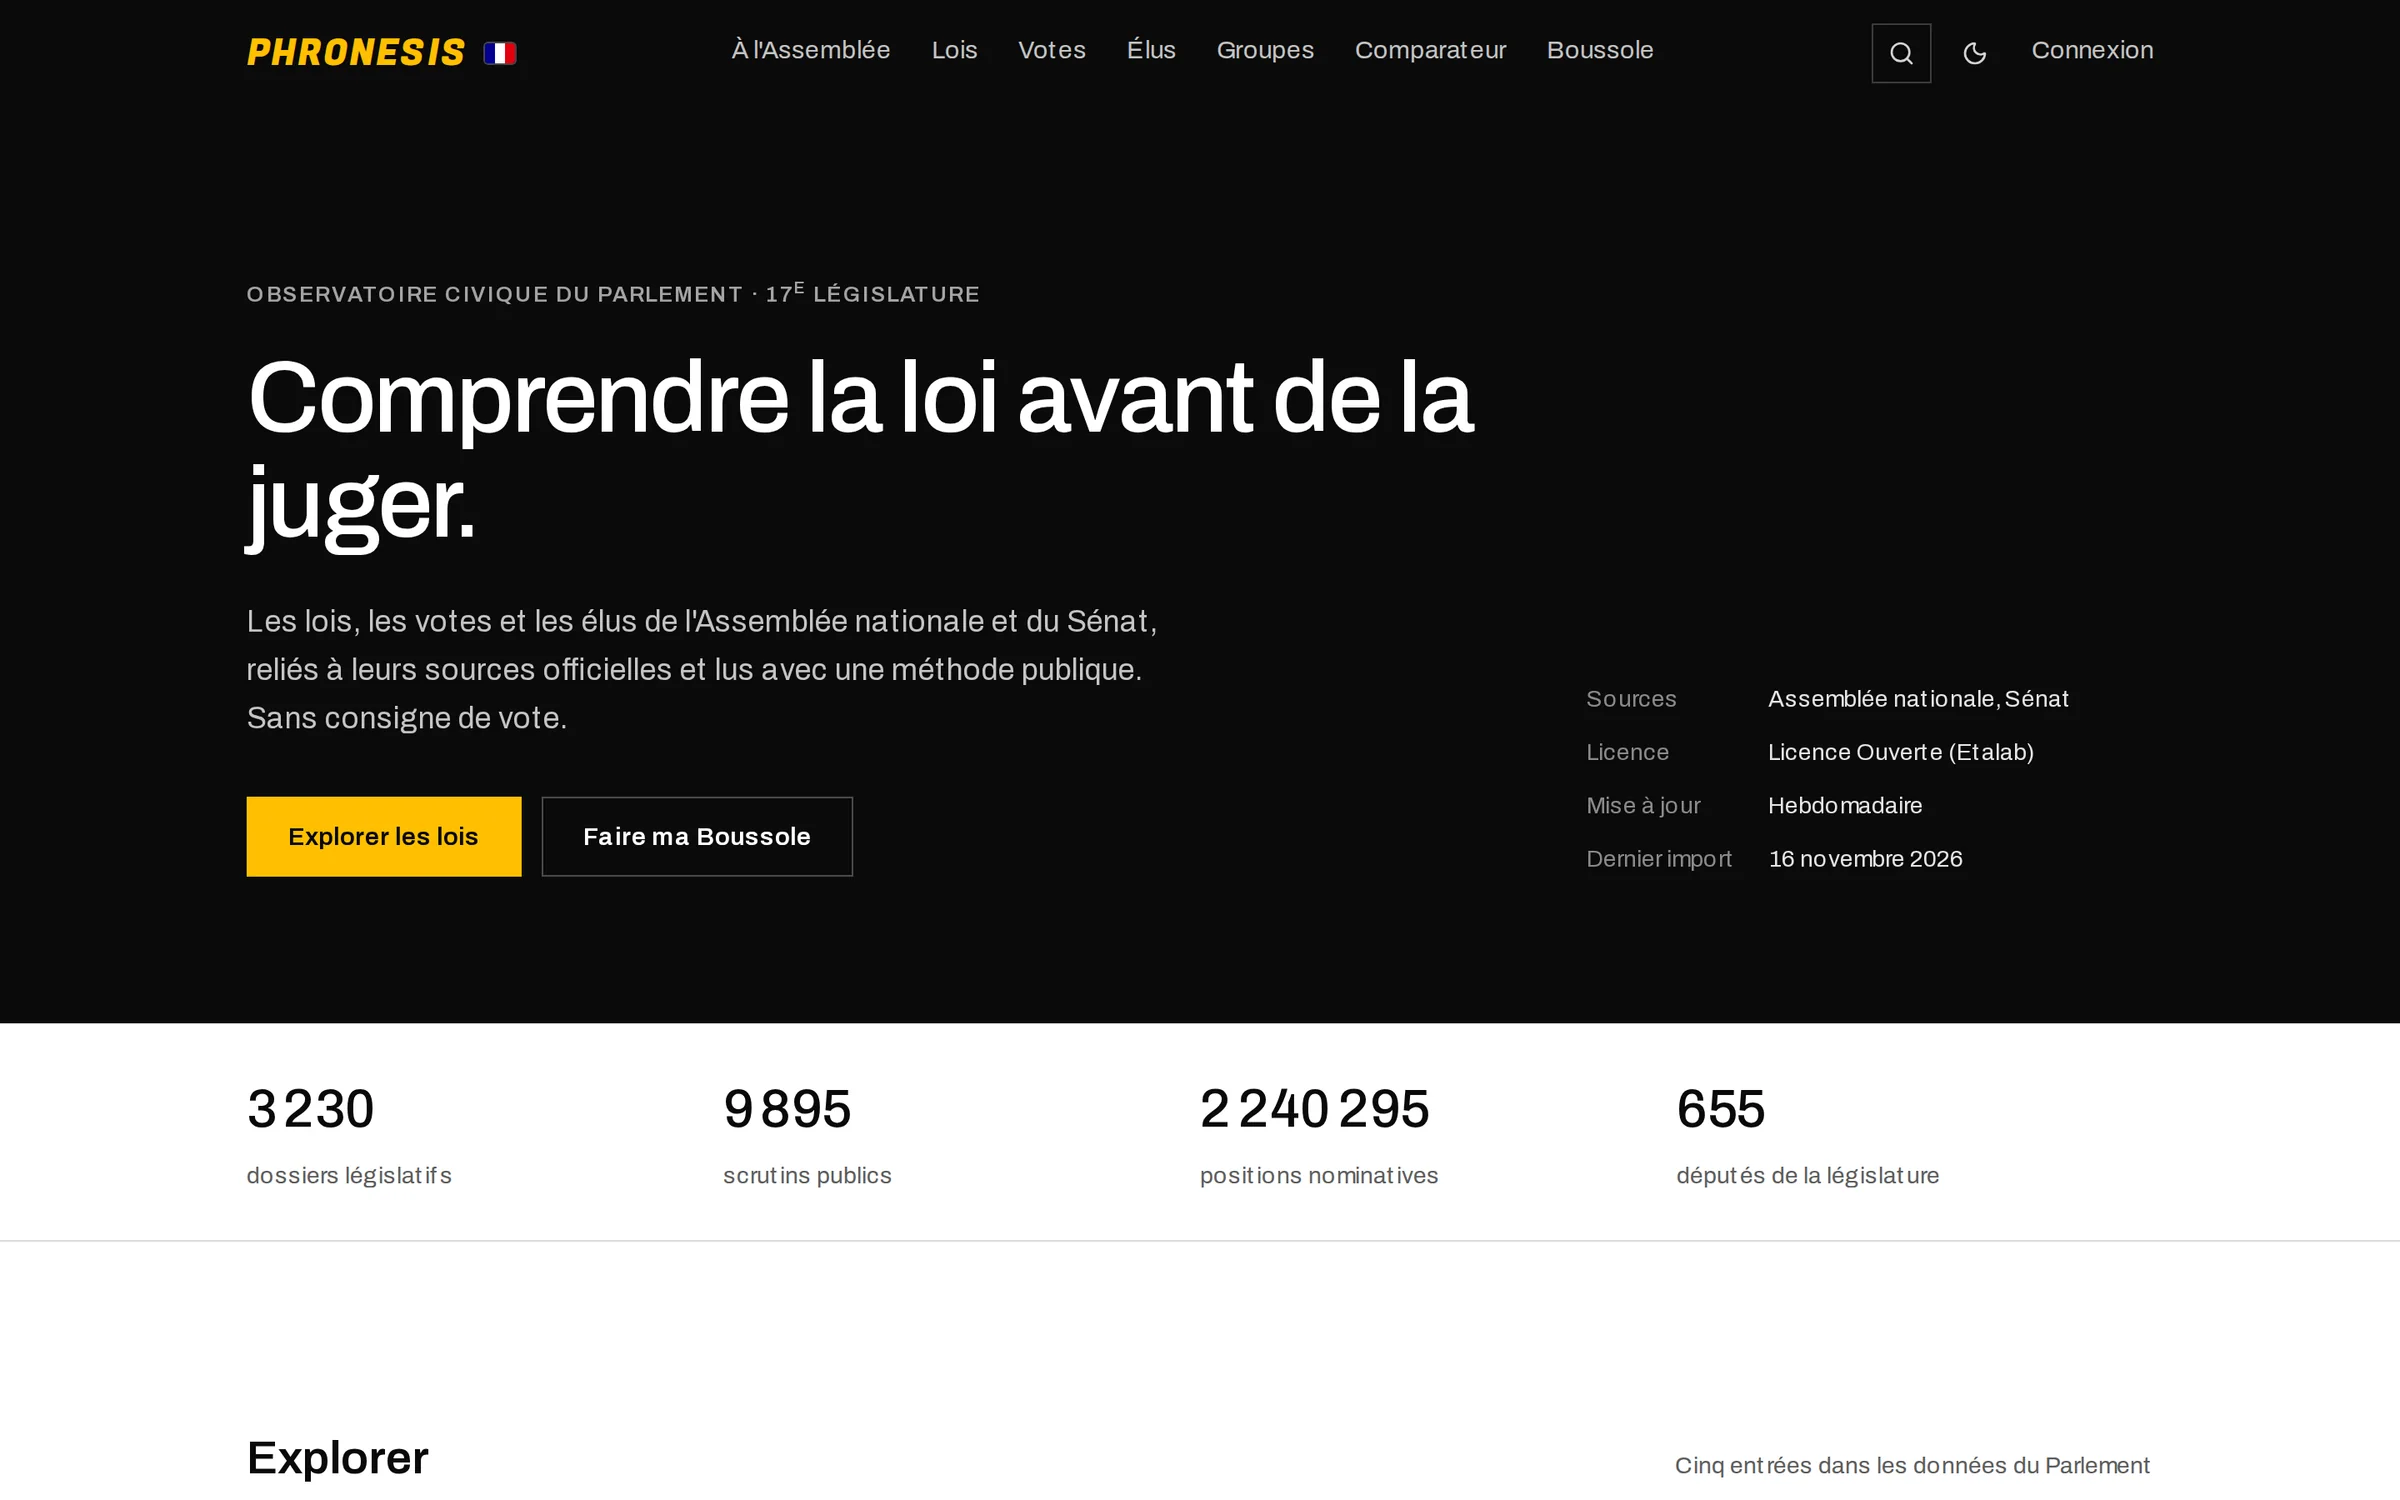 PHRONESIS
À l'Assemblée Lois Votes Élus Groupes Comparateur Boussole Connexion
OBSERVATOIRE CIVIQUE DU PARLEMENT · 17E LÉGISLATURE
Comprendre la loi avant de la
juger.
Les lois, les votes et les élus de l'Assemblée nationale et du Sénat,
reliés à leurs sources officielles et lus avec une méthode publique.
Sans consigne de vote.
Explorer les lois Faire ma Boussole
Sources Assemblée nationale, Sénat
Licence Licence Ouverte (Etalab)
Mise à jour Hebdomadaire
Dernier import 16 novembre 2026
3 230
dossiers législatifs
9 895
scrutins publics
2 240 295
positions nominatives
655
députés de la législature
Explorer
Cinq entrées dans les données du Parlement